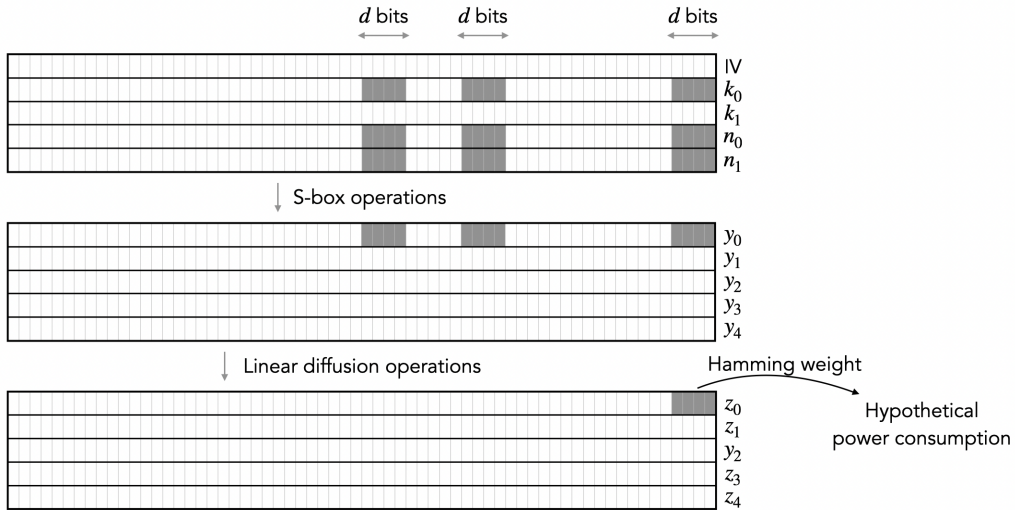 d bits d bits d bits
IV
k₀
k₁
n₀
n₁
S-box operations
y₀
y₁
y₂
y₃
y₄
Linear diffusion operations
Hamming weight
z₀
z₁
y₂
z₃
z₄
Hypothetical
power consumption